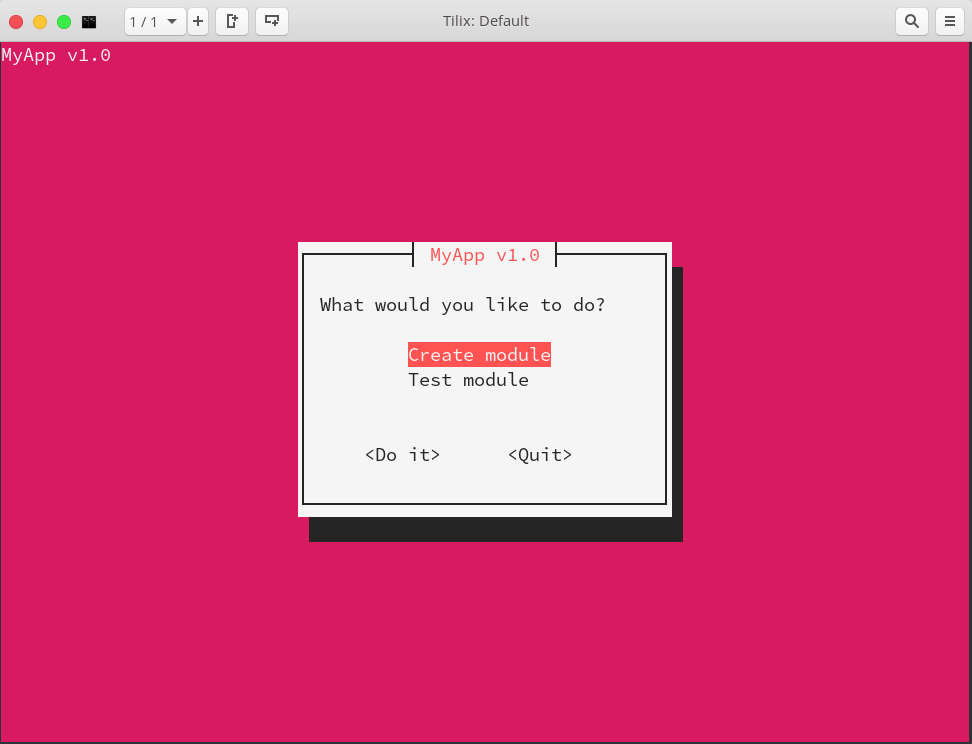 1 / 1
Tilix: Default
MyApp v1.0
MyApp v1.0
What would you like to do?
Create module
Test module
<Do it> <Quit>